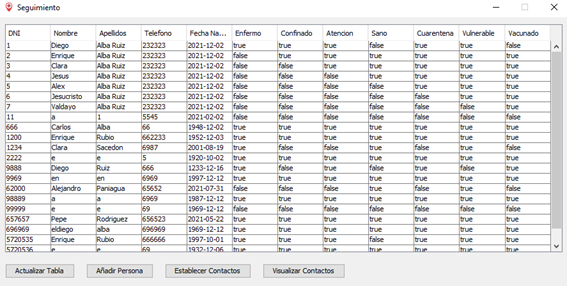 Seguimiento
DNI Nombre Apellidos Telefono Fecha Na... Enfermo Confinado Atencion Sano Cuarentena Vulnerable Vacunado
1 Diego Alba Ruiz 232323 2021-12-02 true true true false true true false
2 Enrique Alba Ruiz 232323 2021-12-02 false true true true true true true
3 Clara Alba Ruiz 232323 2021-12-02 false false false true false false true
4 Jesus Alba Ruiz 232323 2021-12-02 false false false true false false true
5 Alex Alba Ruiz 232323 2021-12-02 false false false true false false true
6 Jesucristo Alba Ruiz 232323 2021-12-02 false false false true false false true
7 Valdayo Alba Ruiz 232323 2021-12-02 false false false true false false true
11 a 1 5545 2021-02-02 false false false true false true false
666 Carlos Alba 66 1948-12-02 true true true true true true true
1200 Enrique Rubio 662233 1952-12-03 true true true true true true true
1234 Clara Sacedon 6987 2001-08-19 true true true true false false true
2222 e e 5 1920-10-02 true true true true true true true
9888 Diego Ruiz 666 1233-12-16 true true true false true true true
9969 en en 6969 1997-12-12 true true true true true true true
62000 Alejandro Paniagua 65652 2021-07-31 false false false true false true false
98889 a a 6969 1987-12-12 true true true true true true true
99999 e e 69 1969-12-12 false false false false false false false
657657 Pepe Rodriguez 656523 2021-05-22 true true true true true true true
696969 eldiego alba 696969 1969-12-12 true true true true true true true
5720535 Enrique Rubio 666666 1997-10-01 true true true false true true true
5720536 e e 69 1932-12-06 true true true true true true true
Actualizar Tabla Añadir Persona Establecer Contactos Visualizar Contactos